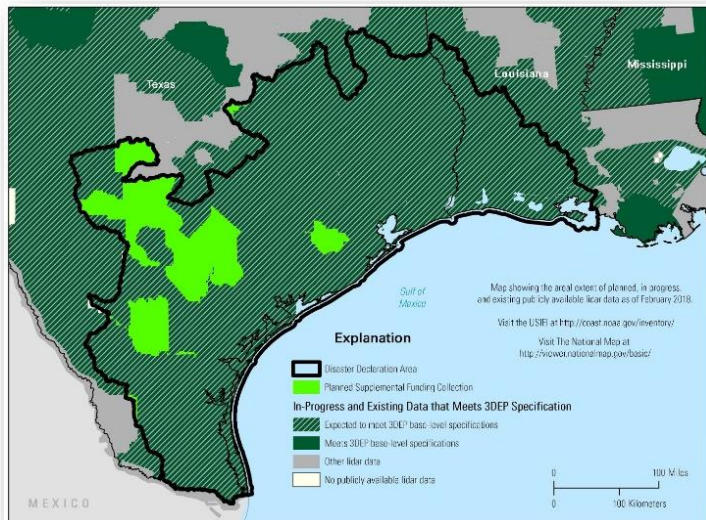 Texas
Louisiana
Mississippi
Gulf of
Mexico
Map showing the areal extent of planned, in progress,
and existing publicly available lidar data as of February 2018.
Visit the USIEI at http://coast.noaa.gov/inventory/
Visit The National Map at
http://viewer.nationalmap.gov/basic/
Explanation
Disaster Declaration Area
Planned Supplemental Funding Collection
In-Progress and Existing Data that Meets 3DEP Specification
Expected to meet 3DEP base-level specifications
Meets 3DEP base-level specifications
Other lidar data
No publicly available lidar data
0 100 Miles
0 100 Kilometers
MEXICO